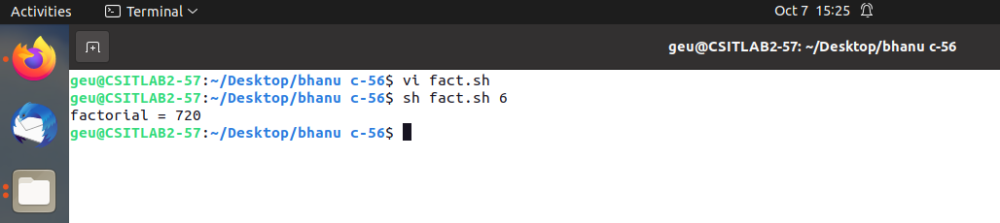 Activities Terminal Oct 7 15:25
geu@CSITLAB2-57: ~/Desktop/bhanu c-56
geu@CSITLAB2-57:~/Desktop/bhanu c-56$ vi fact.sh
geu@CSITLAB2-57:~/Desktop/bhanu c-56$ sh fact.sh 6
factorial = 720
geu@CSITLAB2-57:~/Desktop/bhanu c-56$